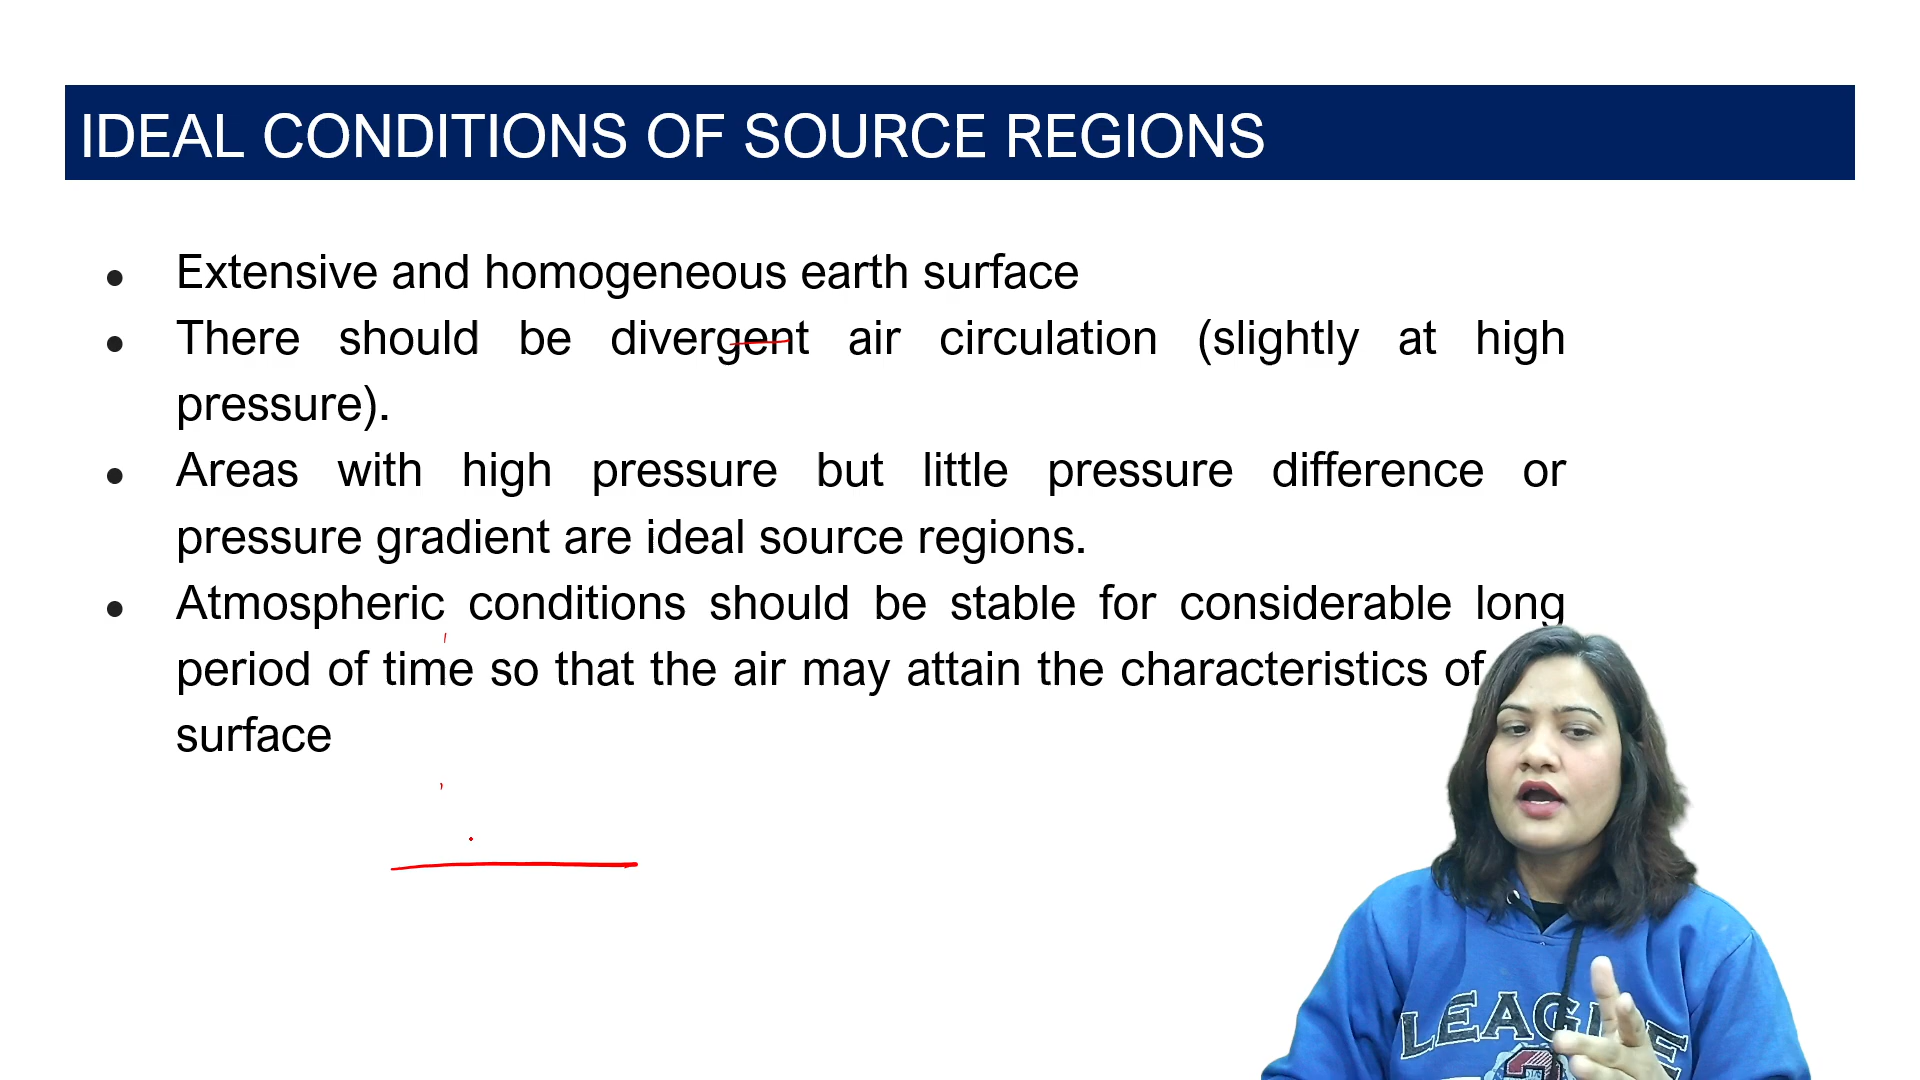 IDEAL CONDITIONS OF SOURCE REGIONS
● Extensive and homogeneous earth surface
● There should be divergent air circulation (slightly at high
pressure).
● Areas with high pressure but little pressure difference or
pressure gradient are ideal source regions.
● Atmospheric conditions should be stable for considerable long
period of time so that the air may attain the characteristics of
surface
LEAGUE